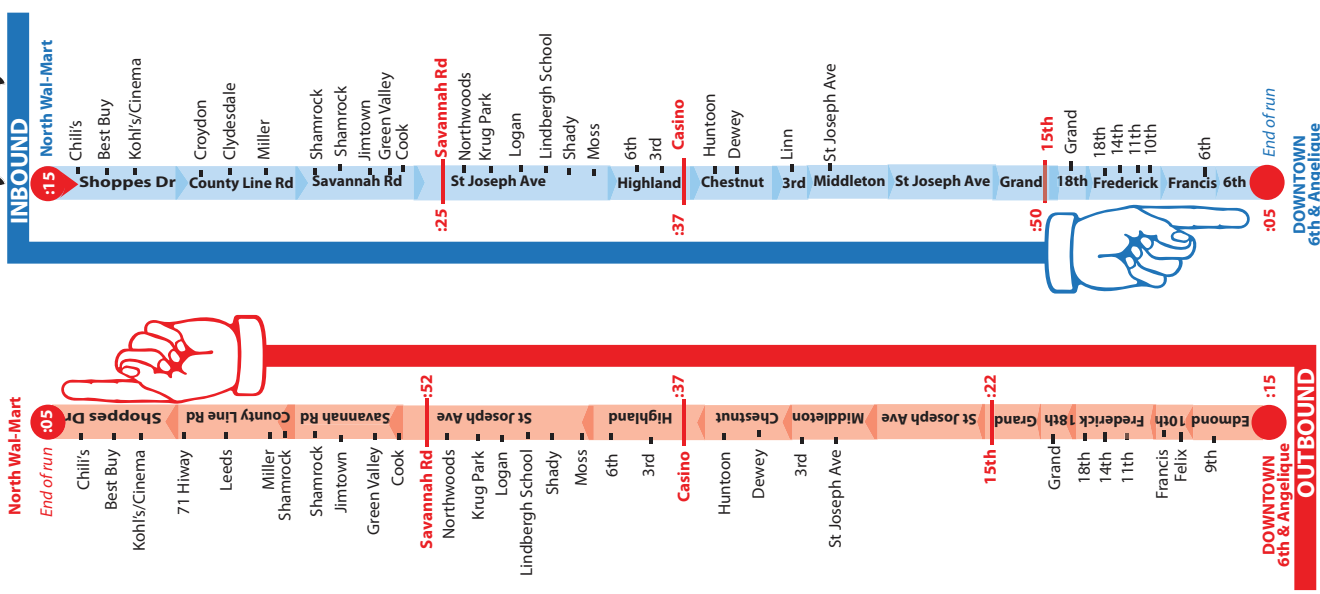 INBOUND
North Wal-Mart
:15
Chili's
Best Buy
Kohl's/Cinema
Croydon
Clydesdale
Miller
Shamrock
Shamrock
Jimtown
Green Valley
Cook
Savannah Rd
Northwoods
Krug Park
Logan
Lindbergh School
Shady
Moss
6th
3rd
Casino
Huntoon
Dewey
Linn
St Joseph Ave
15th
Grand
18th
14th
11th
10th
6th
End of run
Shoppes Dr
County Line Rd
Savannah Rd
St Joseph Ave
Highland
Chestnut
3rd
Middleton
St Joseph Ave
Grand
18th
Frederick
Francis
6th
:25
:37
:50
:05
DOWNTOWN
6th & Angelique
North Wal-Mart
End of run
:05
:52
:37
:22
:15
Shoppes Dr
County Line Rd
Savannah Rd
St Joseph Ave
Highland
Chestnut
Middleton
St Joseph Ave
Grand
18th
Frederick
10th
Edmond
Chili's
Best Buy
Kohl's/Cinema
71 Hiway
Leeds
Miller
Shamrock
Shamrock
Jimtown
Green Valley
Cook
Savannah Rd
Northwoods
Krug Park
Logan
Lindbergh School
Shady
Moss
6th
3rd
Casino
Huntoon
Dewey
3rd
St Joseph Ave
15th
Grand
18th
14th
11th
Francis
Felix
9th
DOWNTOWN
6th & Angelique
OUTBOUND